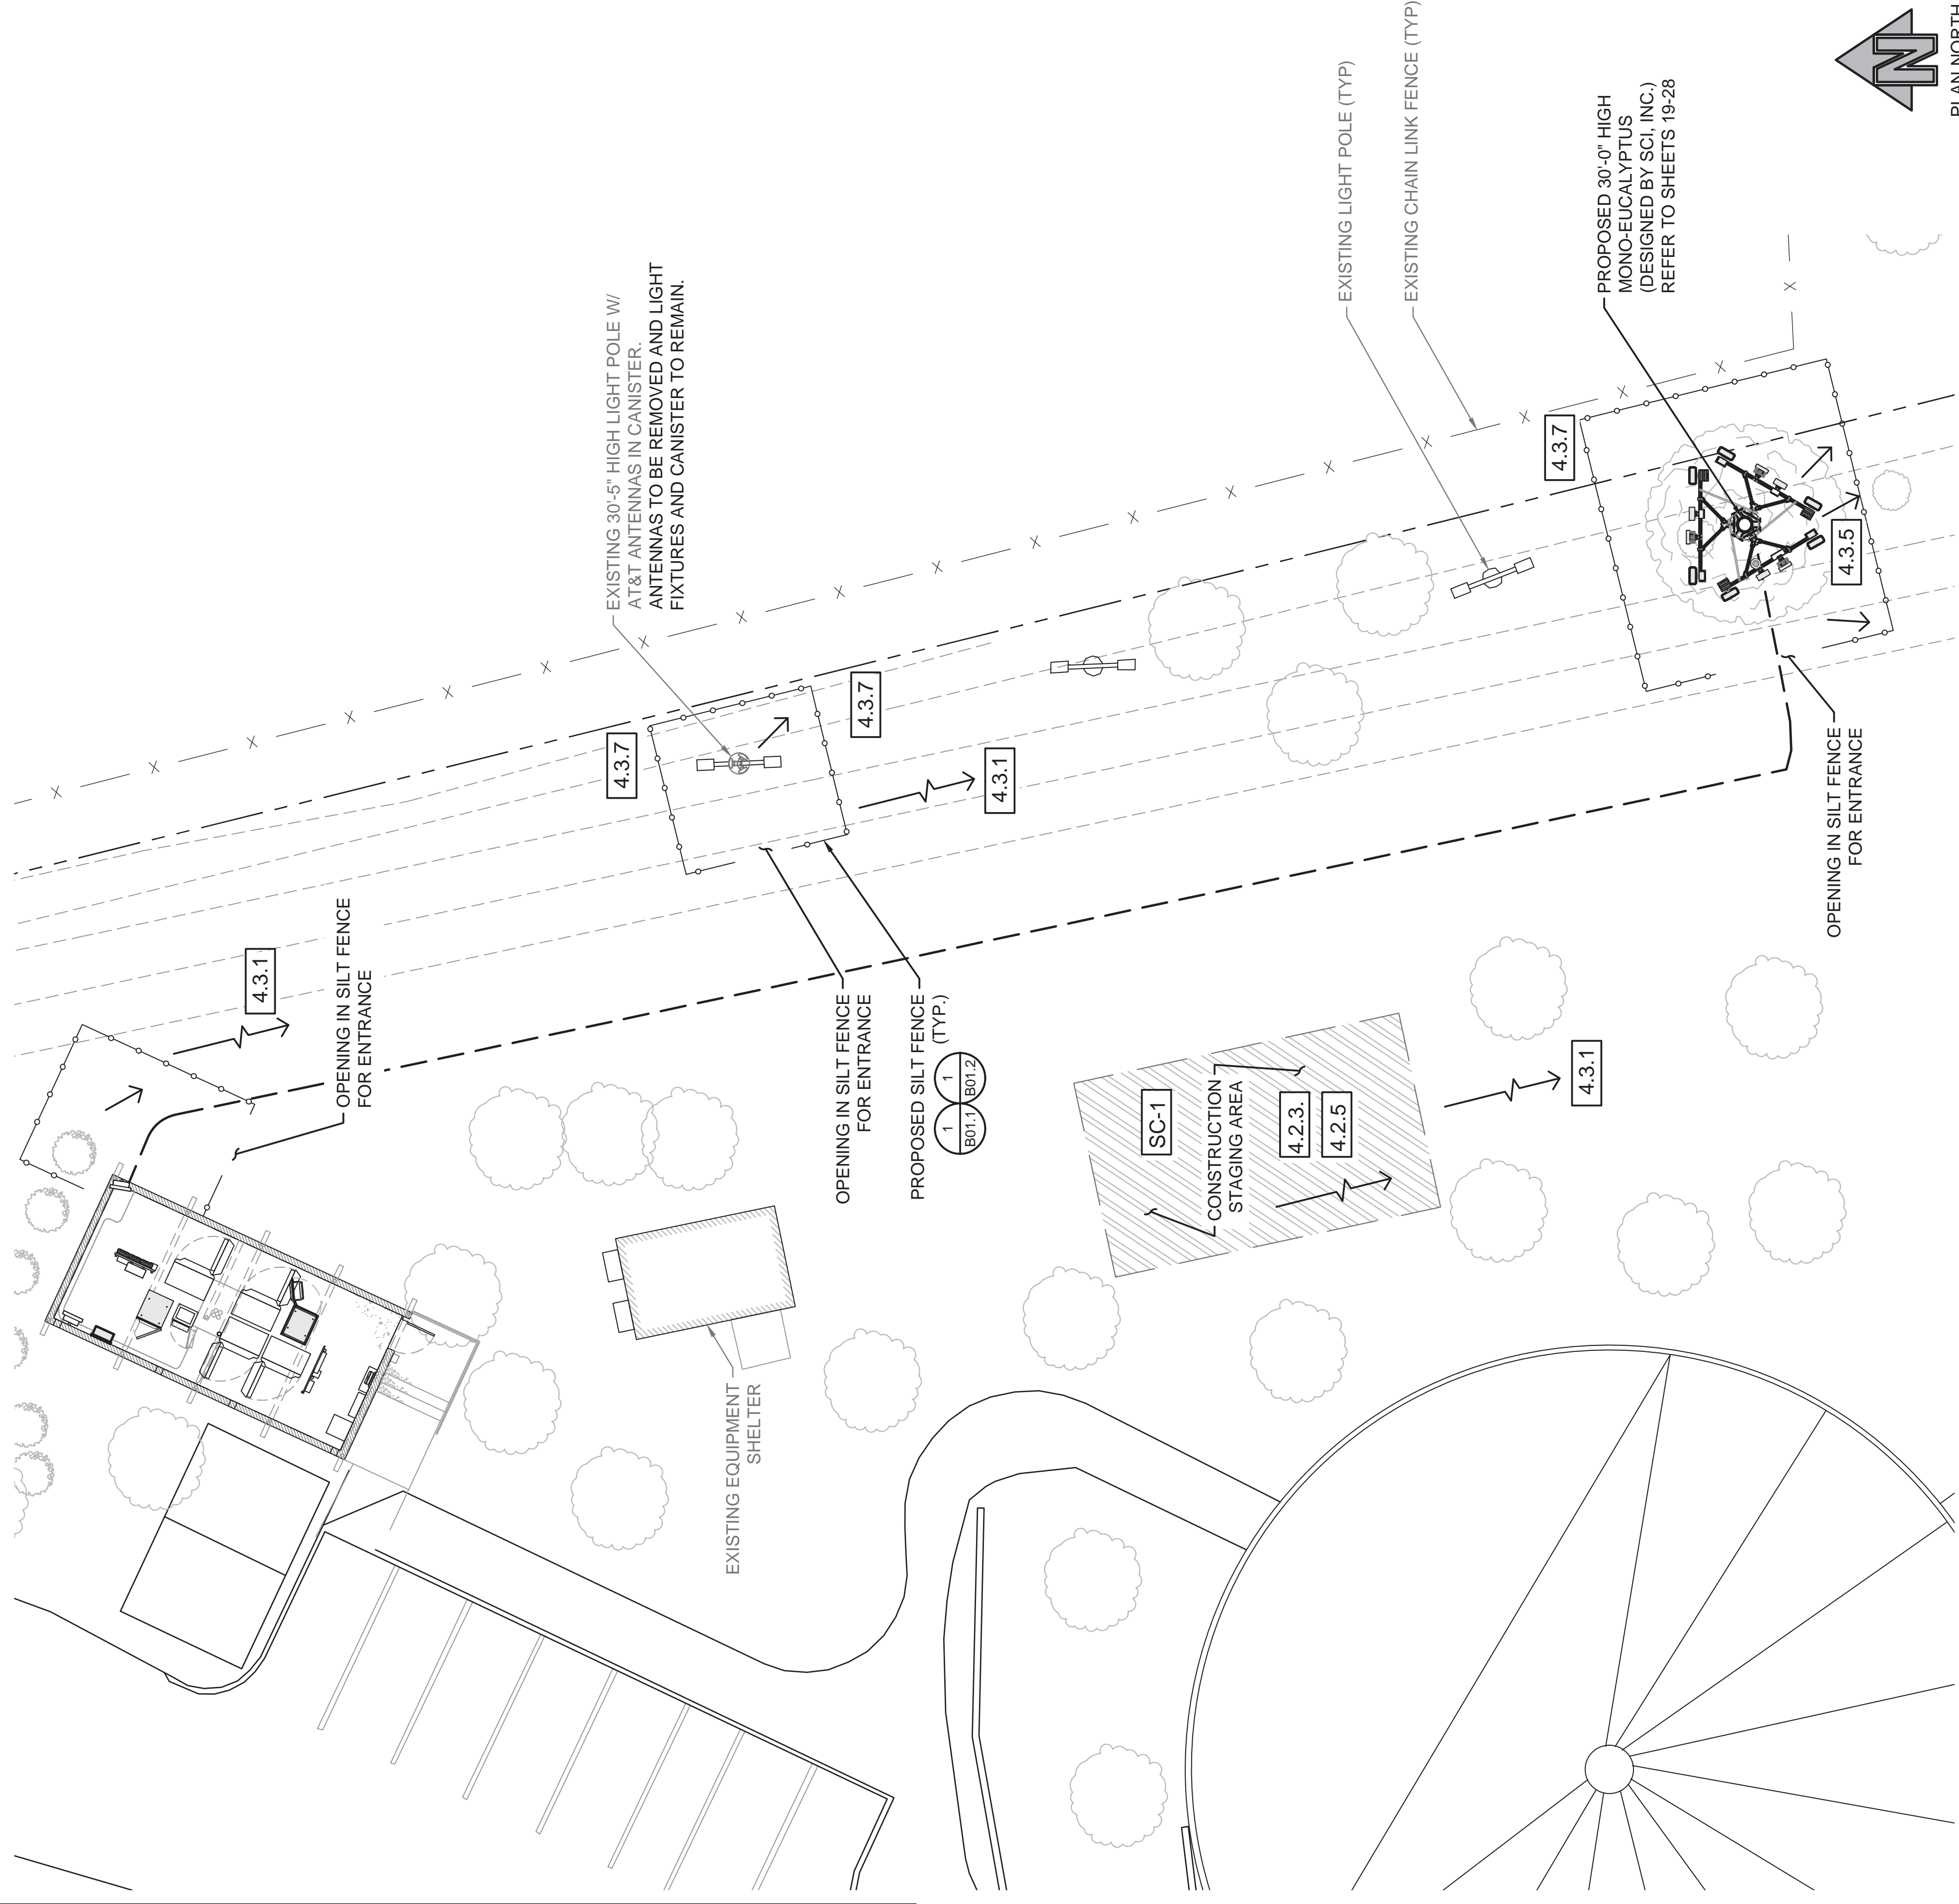 EXISTING 30'-5" HIGH LIGHT POLE W/
AT&T ANTENNAS IN CANISTER.
ANTENNAS TO BE REMOVED AND LIGHT
FIXTURES AND CANISTER TO REMAIN.
EXISTING LIGHT POLE (TYP)
EXISTING CHAIN LINK FENCE (TYP)
PROPOSED 30'-0" HIGH
MONO-EUCALYPTUS
(DESIGNED BY SCI, INC.)
REFER TO SHEETS 19-28
N
PLAN NORTH
4.3.7
4.3.7
4.3.7
4.3.5
4.3.1
4.3.1
OPENING IN SILT FENCE
FOR ENTRANCE
OPENING IN SILT FENCE
FOR ENTRANCE
PROPOSED SILT FENCE
(TYP.)
1
B01.1
1
B01.2
OPENING IN SILT FENCE
FOR ENTRANCE
SC-1
CONSTRUCTION
STAGING AREA
4.2.3.
4.2.5
4.3.1
EXISTING EQUIPMENT
SHELTER